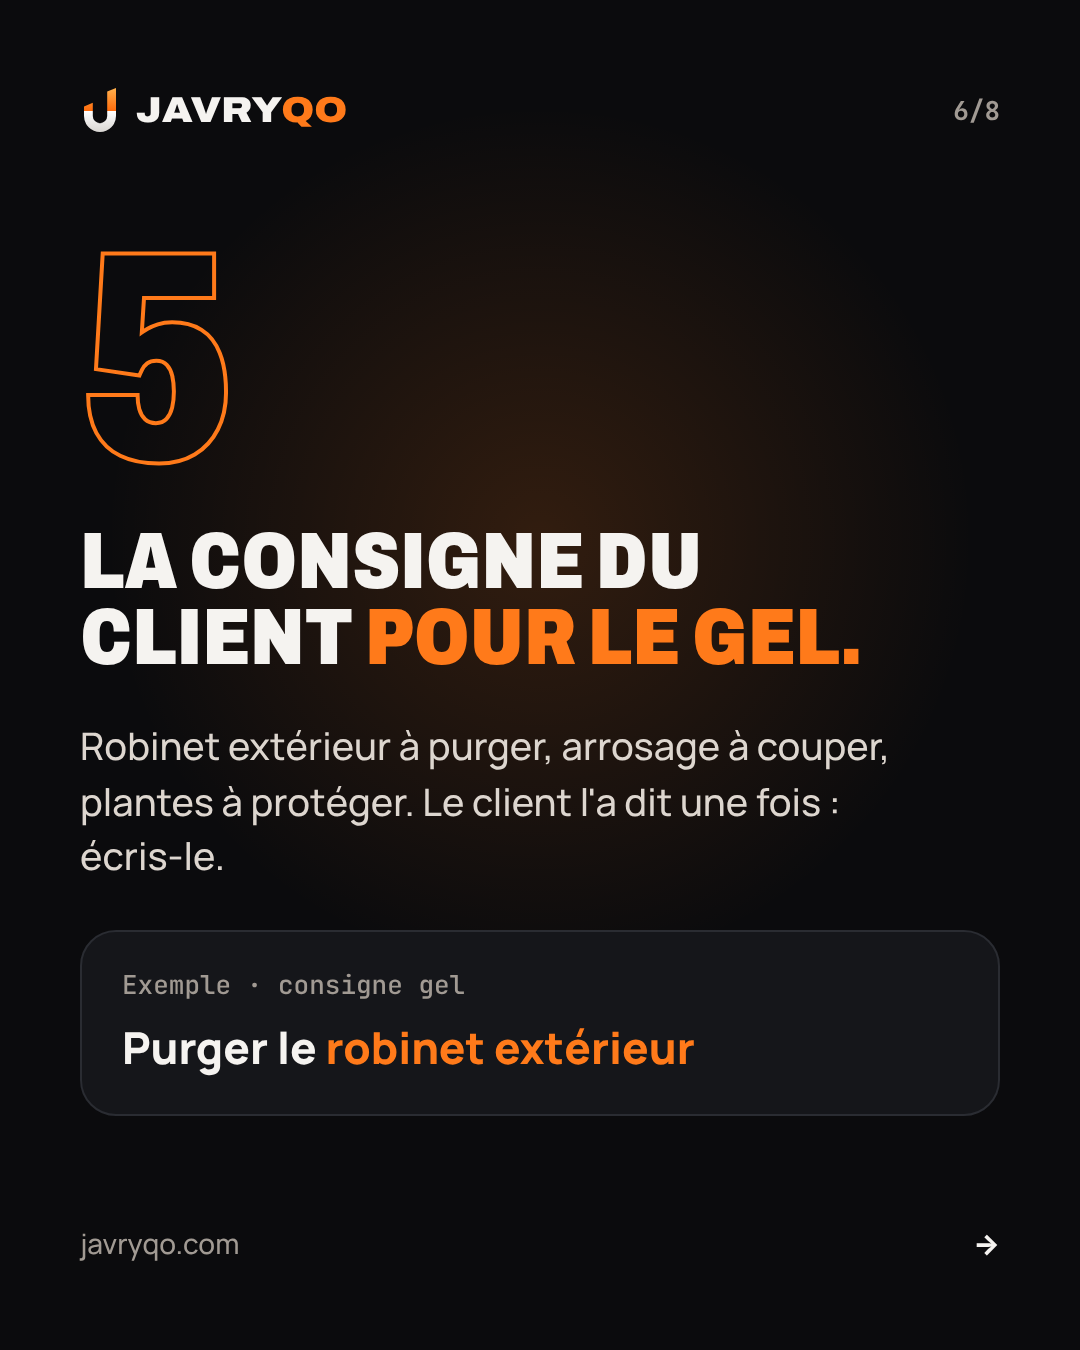 JAVRYQO
6/8
5
LA CONSIGNE DU
CLIENT POUR LE GEL.
Robinet extérieur à purger, arrosage à couper,
plantes à protéger. Le client l'a dit une fois :
écris-le.
Exemple · consigne gel
Purger le robinet extérieur
javryqo.com →